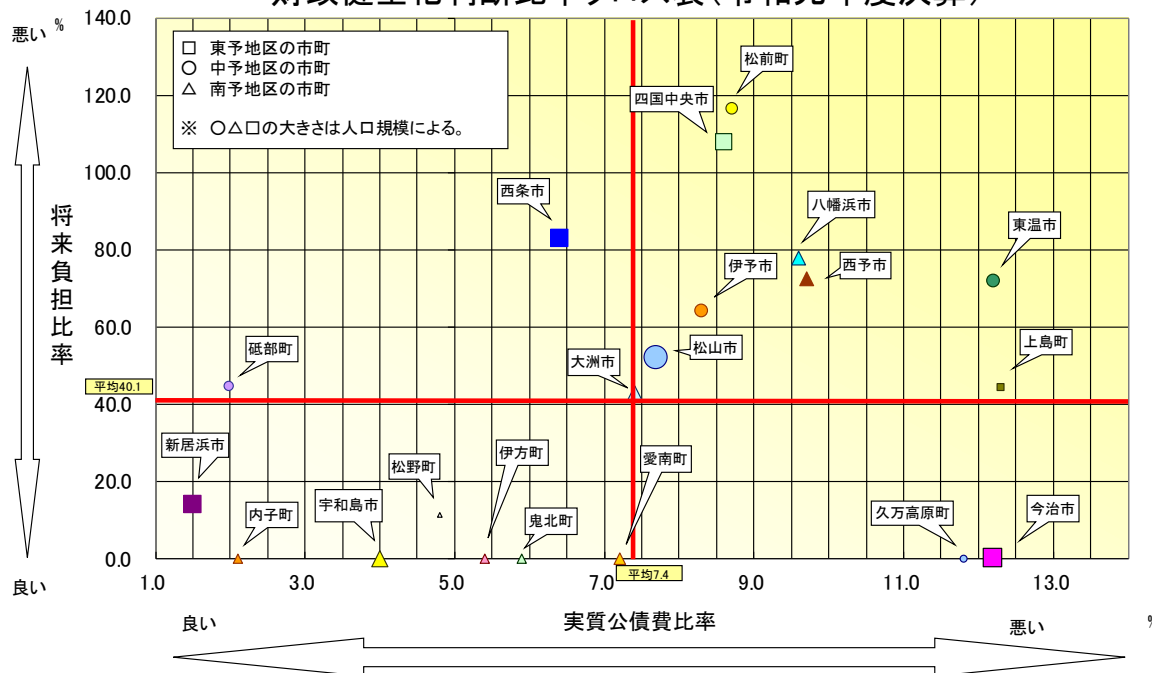 財政健全化判断比率バランス表(令和元年度決算)
悪い
%
140.0
120.0
100.0
80.0
60.0
40.0
20.0
0.0
□ 東予地区の市町
○ 中予地区の市町
△ 南予地区の市町
※ ○△□の大きさは人口規模による。
松前町
四国中央市
西条市
八幡浜市
東温市
伊予市
西予市
将来負担比率
砥部町
大洲市
松山市
上島町
平均40.1
新居浜市
内子町
宇和島市
松野町
伊方町
鬼北町
愛南町
久万高原町
今治市
良い
1.0
3.0
5.0
7.0
9.0
11.0
13.0
平均7.4
良い
実質公債費比率
悪い
%